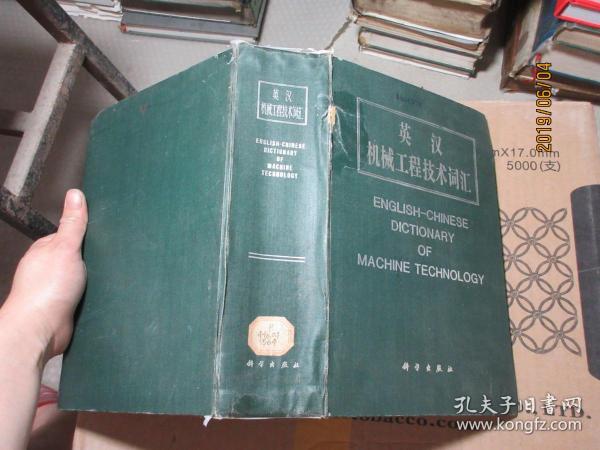 英汉
机械工程技术词汇
ENGLISH-CHINESE
DICTIONARY
OF
MACHINE
TECHNOLOGY
科学出版社
英汉
机械工程技术词汇
ENGLISH-CHINESE
DICTIONARY
OF
MACHINE TECHNOLOGY
科学出版社
2019/06/04
mX17.0mm
5000(支)
孔夫子旧书网
www.kongfz.com